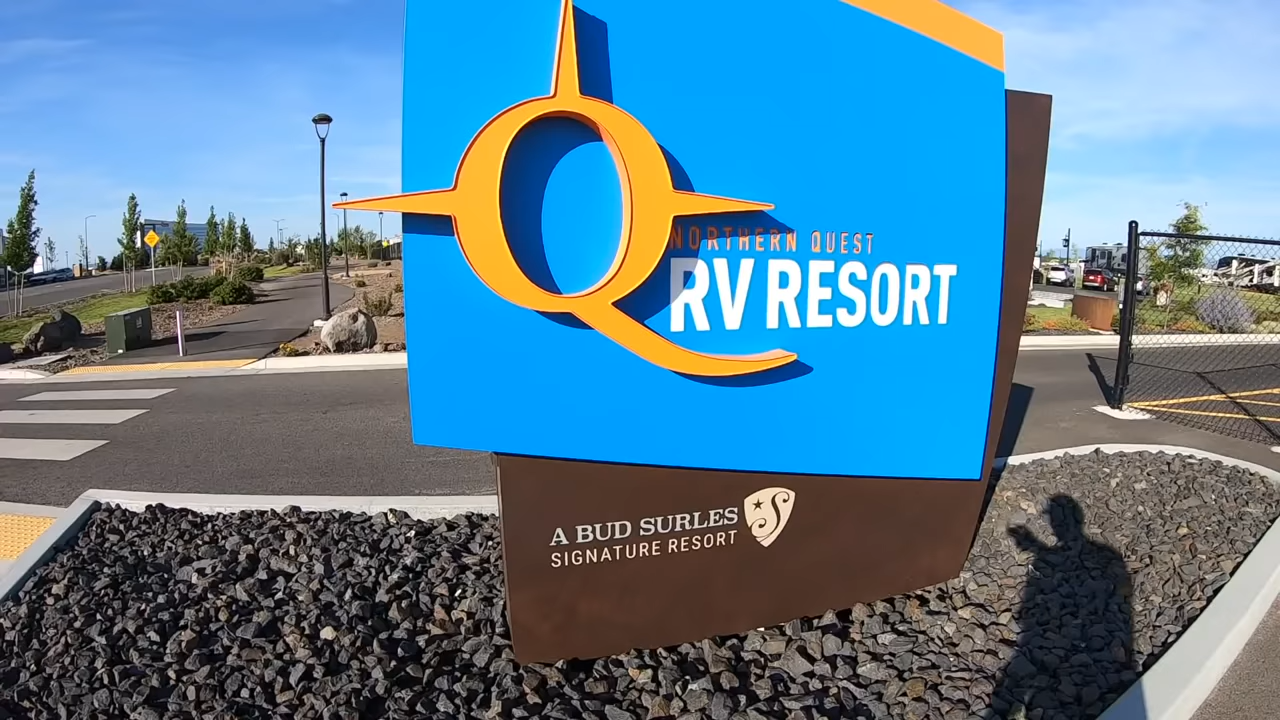 Q
NORTHERN QUEST
RV RESORT
A BUD SURLES
SIGNATURE RESORT
S